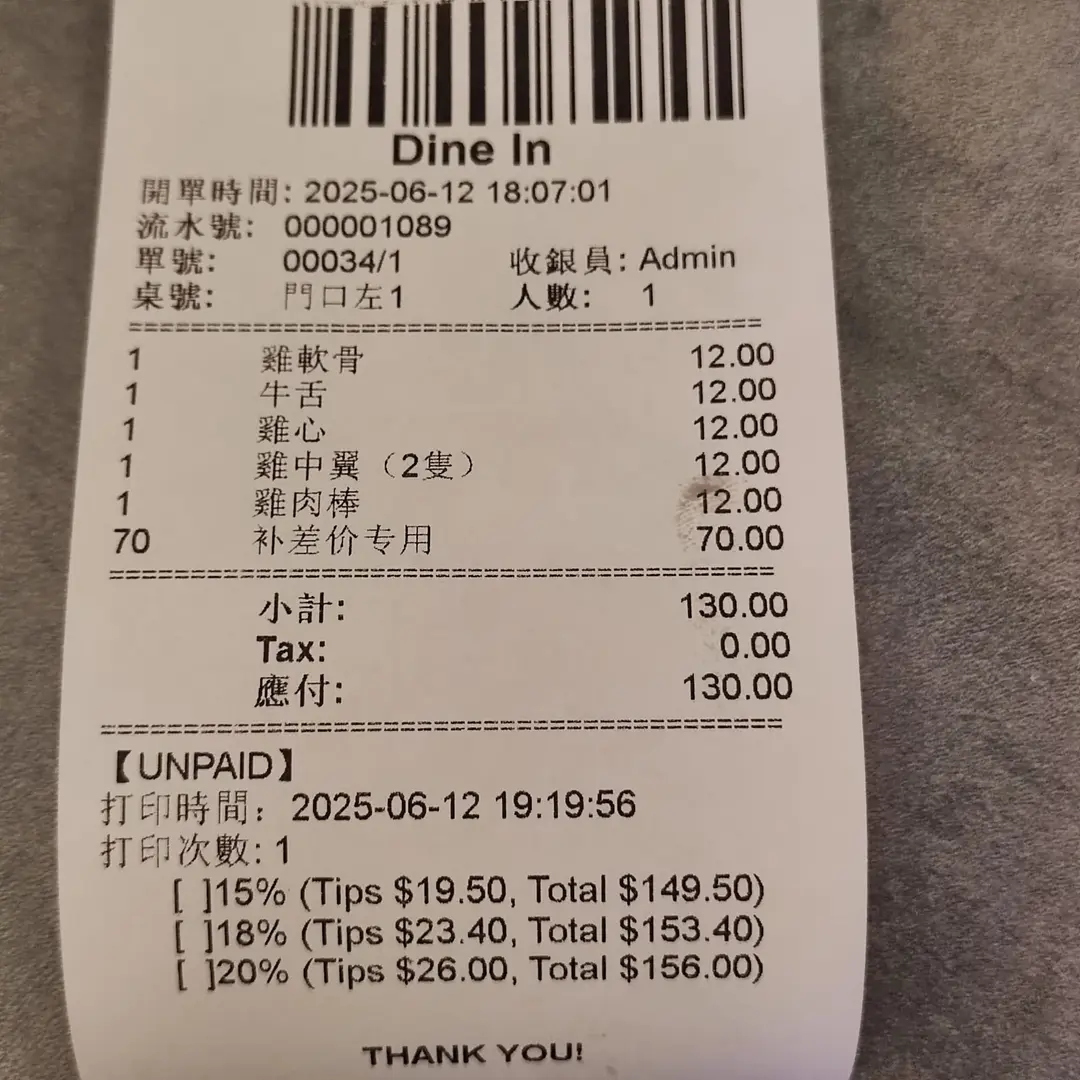 Dine In
開單時間: 2025-06-12 18:07:01
流水號: 000001089
單號: 00034/1 收銀員: Admin
桌號: 門口左1 人數: 1
1 雞軟骨 12.00
1 牛舌 12.00
1 雞心 12.00
1 雞中翼（2隻） 12.00
1 雞肉棒 12.00
70 补差价专用 70.00
小計: 130.00
Tax: 0.00
應付: 130.00
【UNPAID】
打印時間: 2025-06-12 19:19:56
打印次數: 1
[ ]15% (Tips $19.50, Total $149.50)
[ ]18% (Tips $23.40, Total $153.40)
[ ]20% (Tips $26.00, Total $156.00)
THANK YOU!